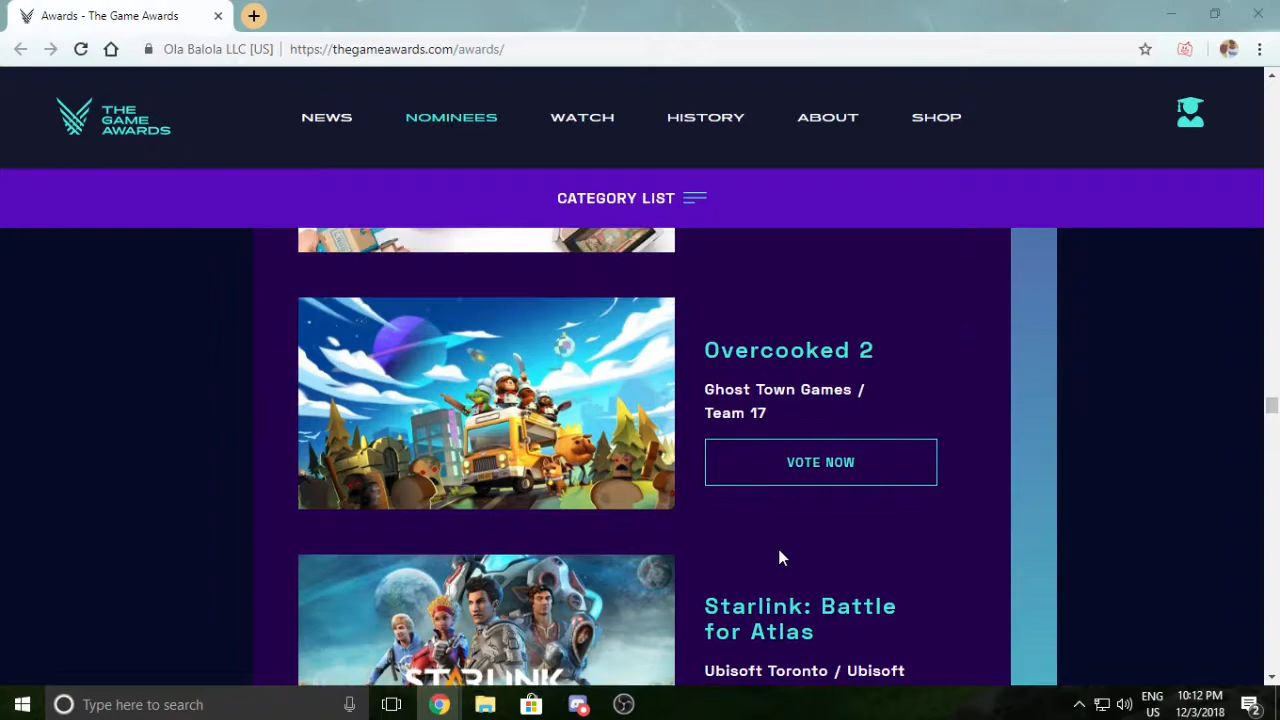 Awards - The Game Awards
Ola Balola LLC [US] https://thegameawards.com/awards/
THE
GAME
AWARDS
NEWS NOMINEES WATCH HISTORY ABOUT SHOP
CATEGORY LIST
Overcooked 2
Ghost Town Games /
Team 17
VOTE NOW
STARLINK
Starlink: Battle
for Atlas
Ubisoft Toronto / Ubisoft
Type here to search
ENG
US
10:12 PM
12/3/2018
2